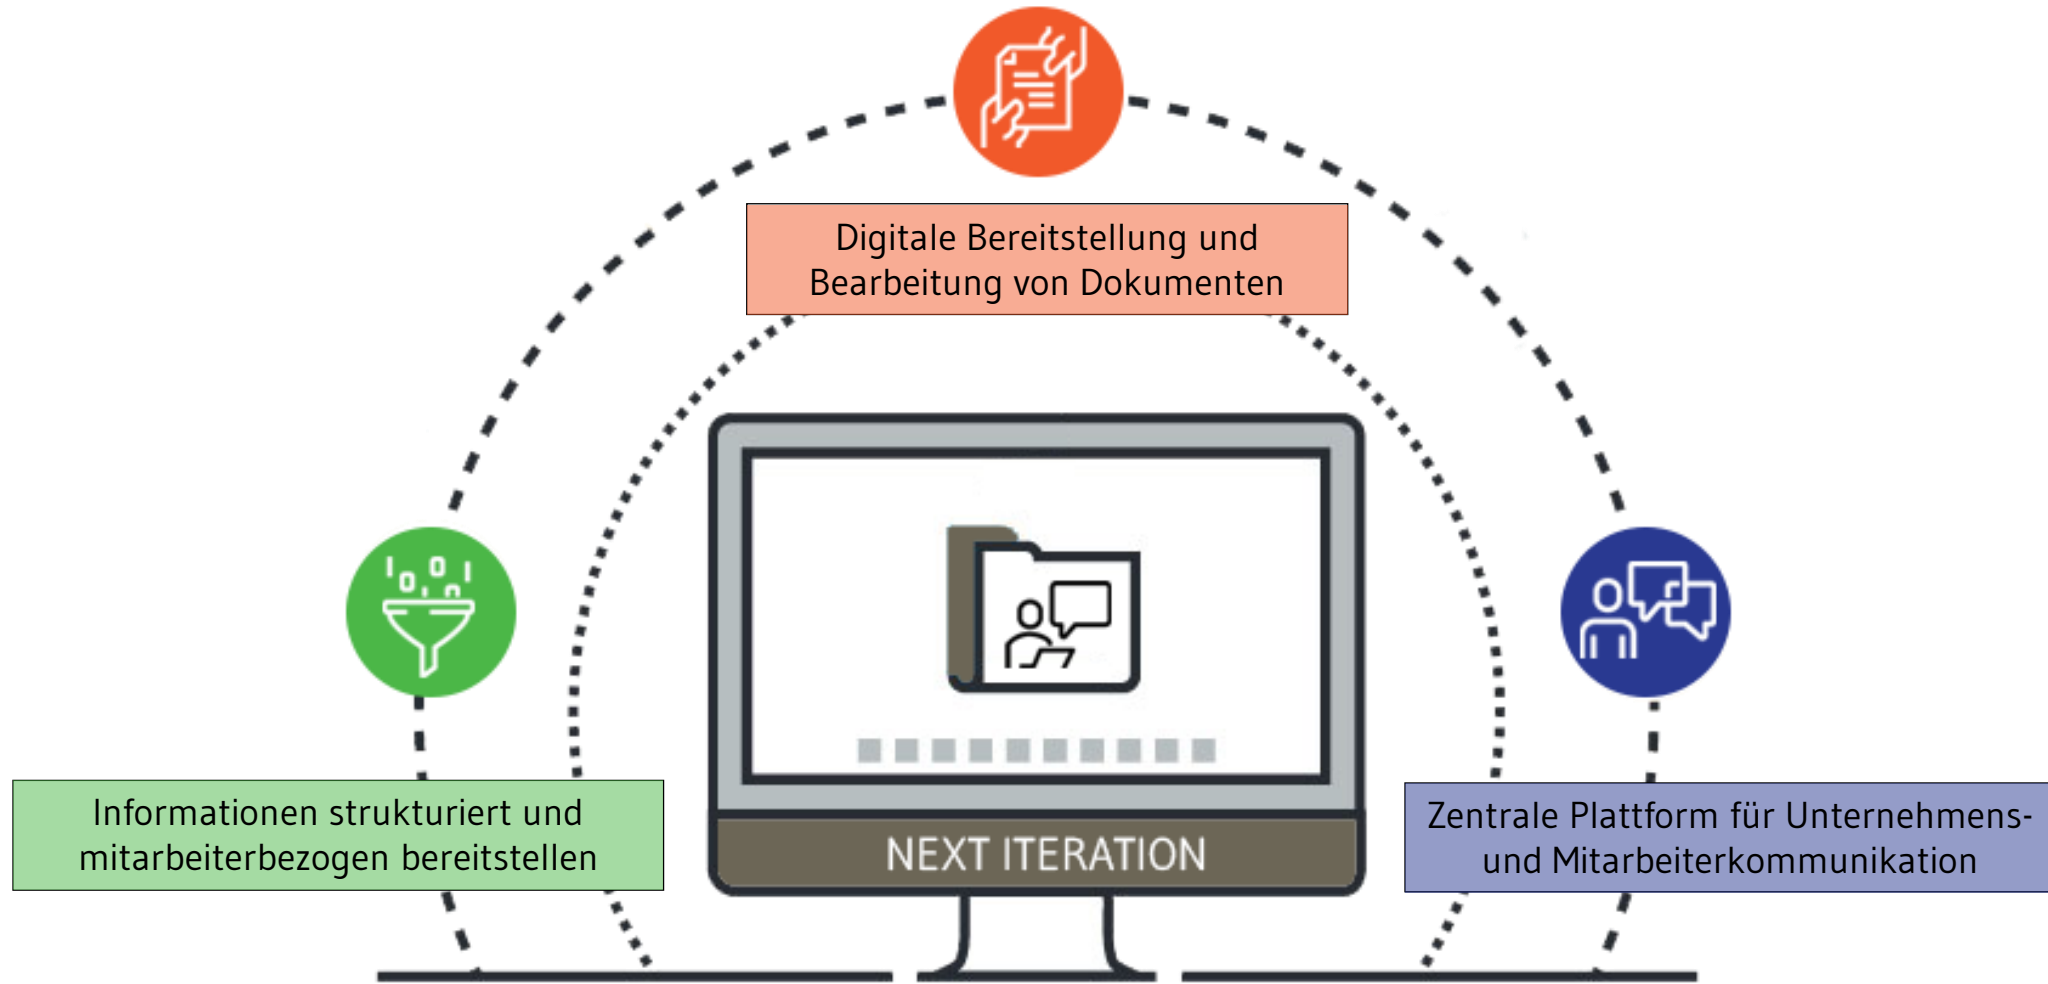 Digitale Bereitstellung und
Bearbeitung von Dokumenten
Informationen strukturiert und
mitarbeiterbezogen bereitstellen
NEXT ITERATION
Zentrale Plattform für Unternehmens-
und Mitarbeiterkommunikation